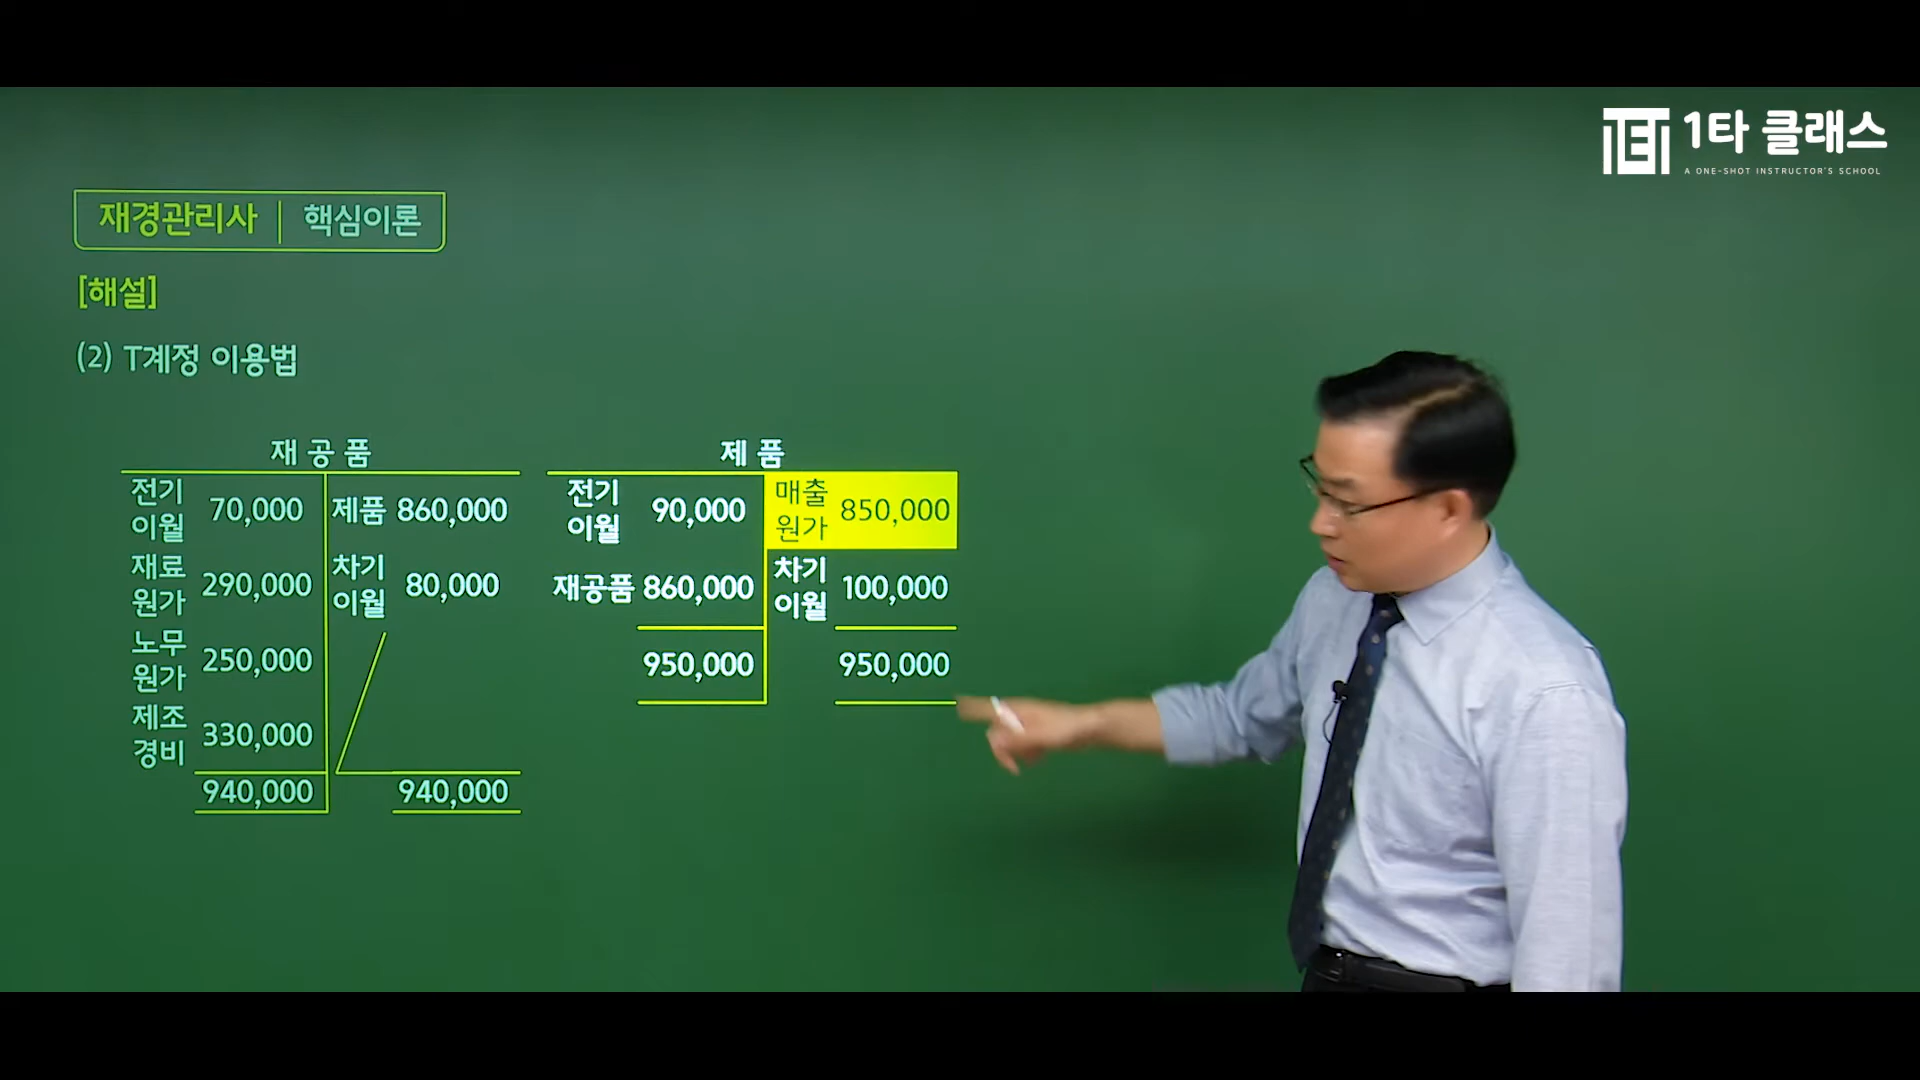 1타 클래스
A ONE-SHOT INSTRUCTOR'S SCHOOL
재경관리사 | 핵심이론
[해설]
(2) T계정 이용법
재 공 품
전기이월 70,000 제품 860,000
재료원가 290,000 차기이월 80,000
노무원가 250,000
제조경비 330,000
940,000 940,000
제 품
전기이월 90,000 매출원가 850,000
재공품 860,000 차기이월 100,000
950,000 950,000